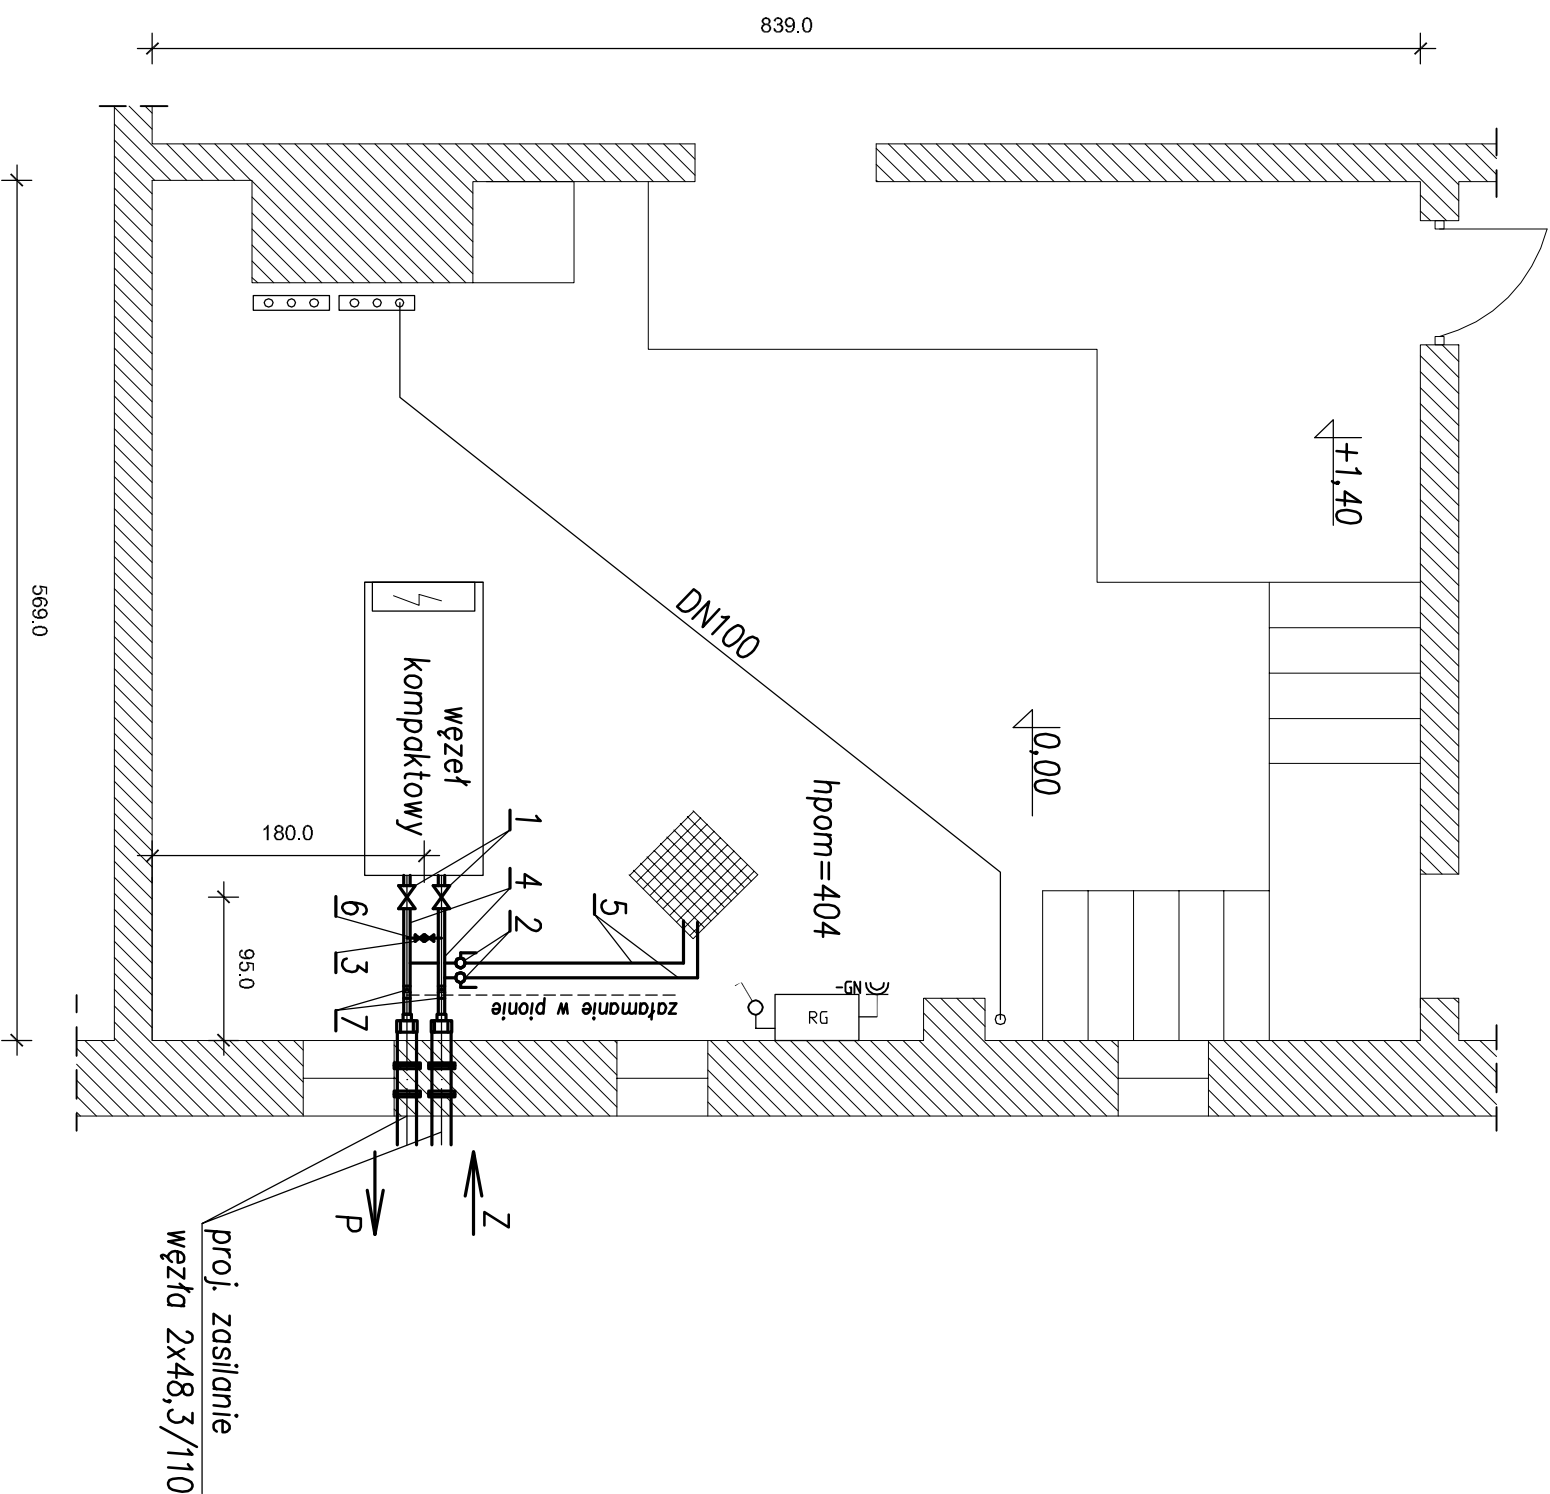 839.0
569.0
+1,40
DN100
0,00
hpom=404
węzeł
kompaktowy
180.0
95.0
1
4
2
5
6
3
7
załamanie w pionie
-GN
RG
Z
P
proj. zasilanie
węzła 2x48,3/110